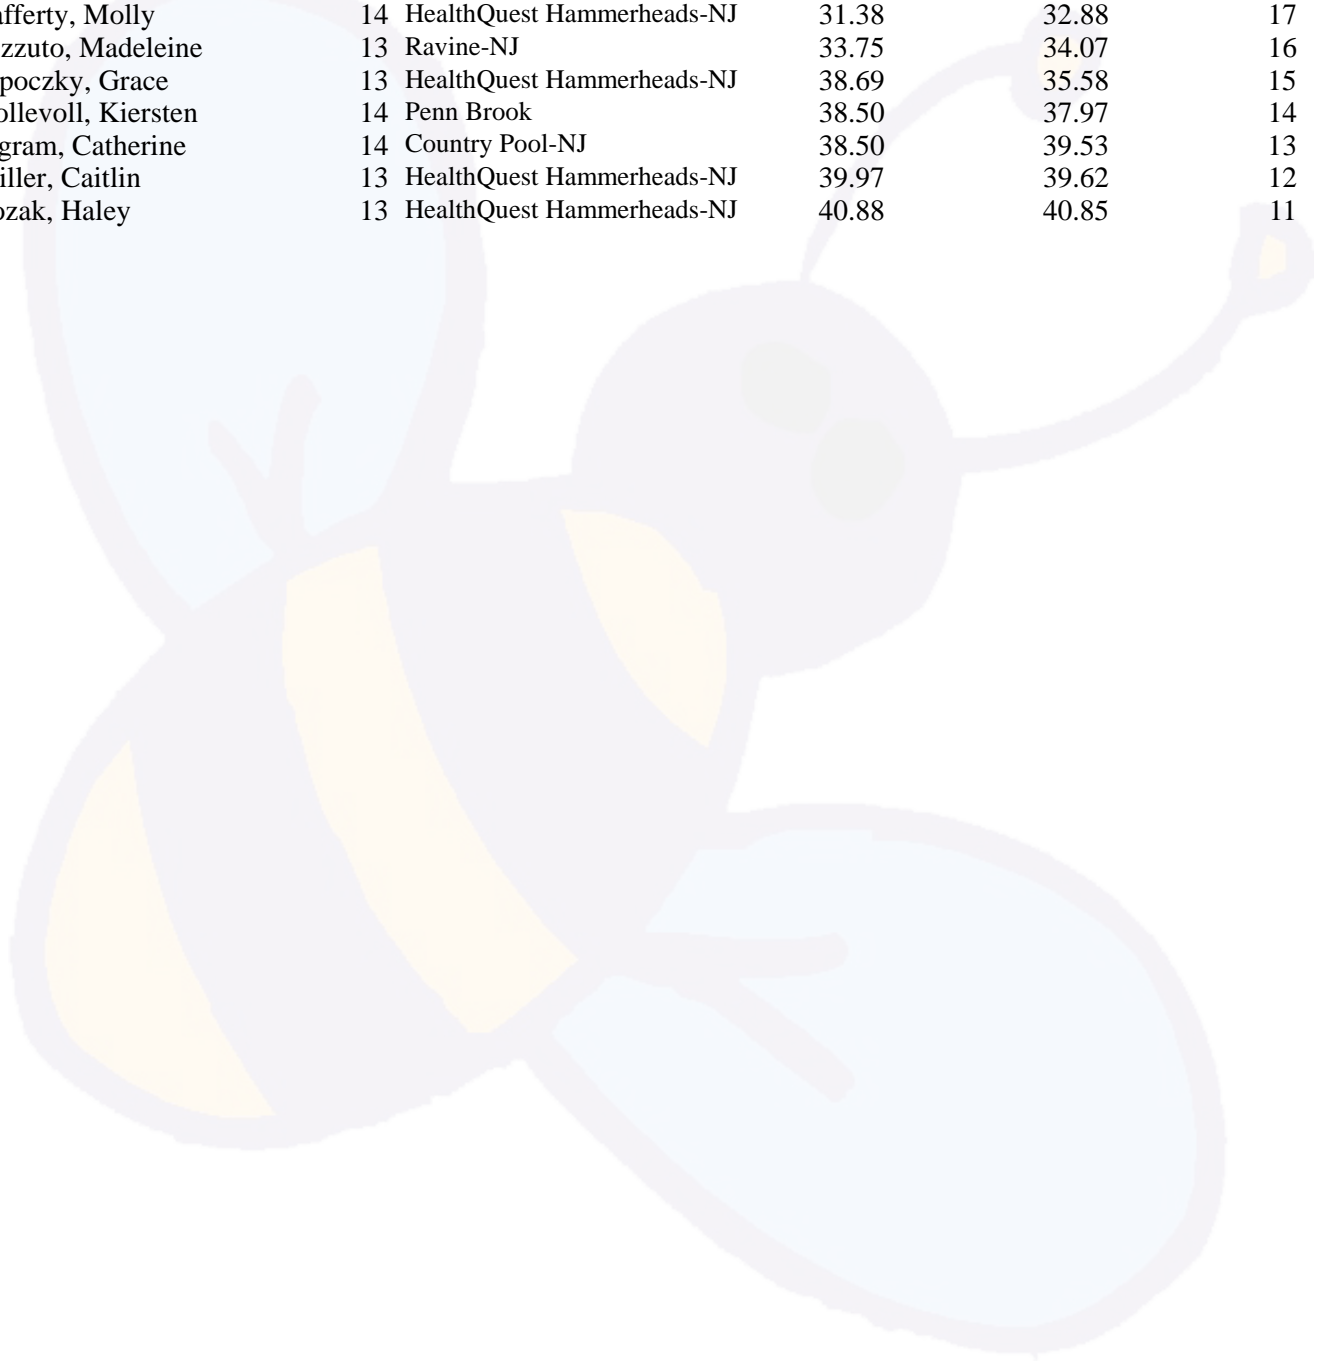 afferty, Molly 14 HealthQuest Hammerheads-NJ 31.38 32.88 17
zzuto, Madeleine 13 Ravine-NJ 33.75 34.07 16
poczky, Grace 13 HealthQuest Hammerheads-NJ 38.69 35.58 15
ollevoll, Kiersten 14 Penn Brook 38.50 37.97 14
gram, Catherine 14 Country Pool-NJ 38.50 39.53 13
iller, Caitlin 13 HealthQuest Hammerheads-NJ 39.97 39.62 12
ozak, Haley 13 HealthQuest Hammerheads-NJ 40.88 40.85 11